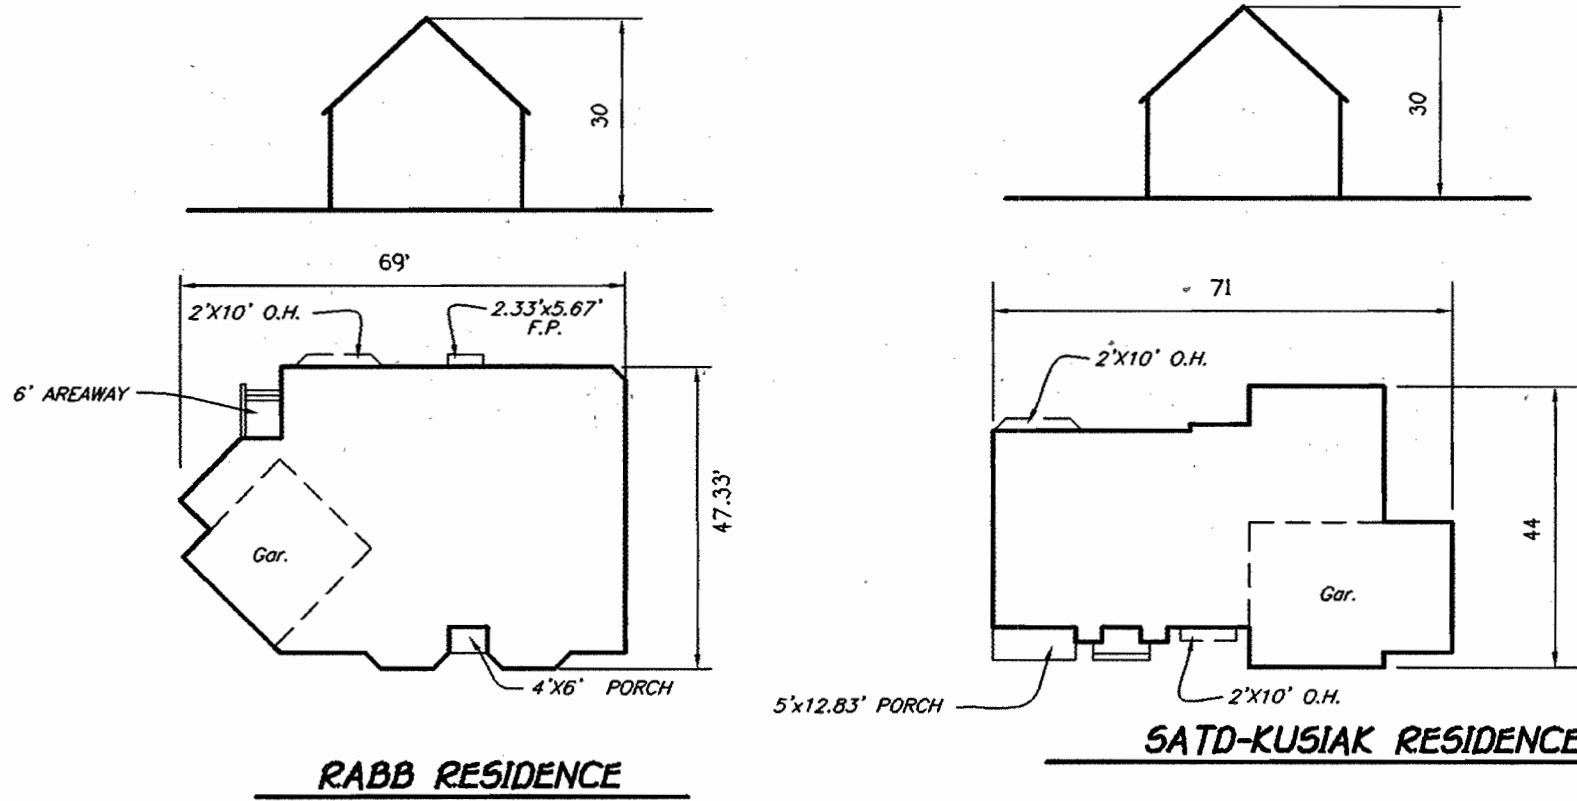 30
69'
2'X10' O.H.
2.33'x5.67'
F.P.
6' AREAWAY
47.33'
Gar.
4'X6' PORCH
RABB RESIDENCE
30
71
2'X10' O.H.
44
Gar.
5'x12.83' PORCH
2'X10' O.H.
SATD-KUSIAK RESIDENCE